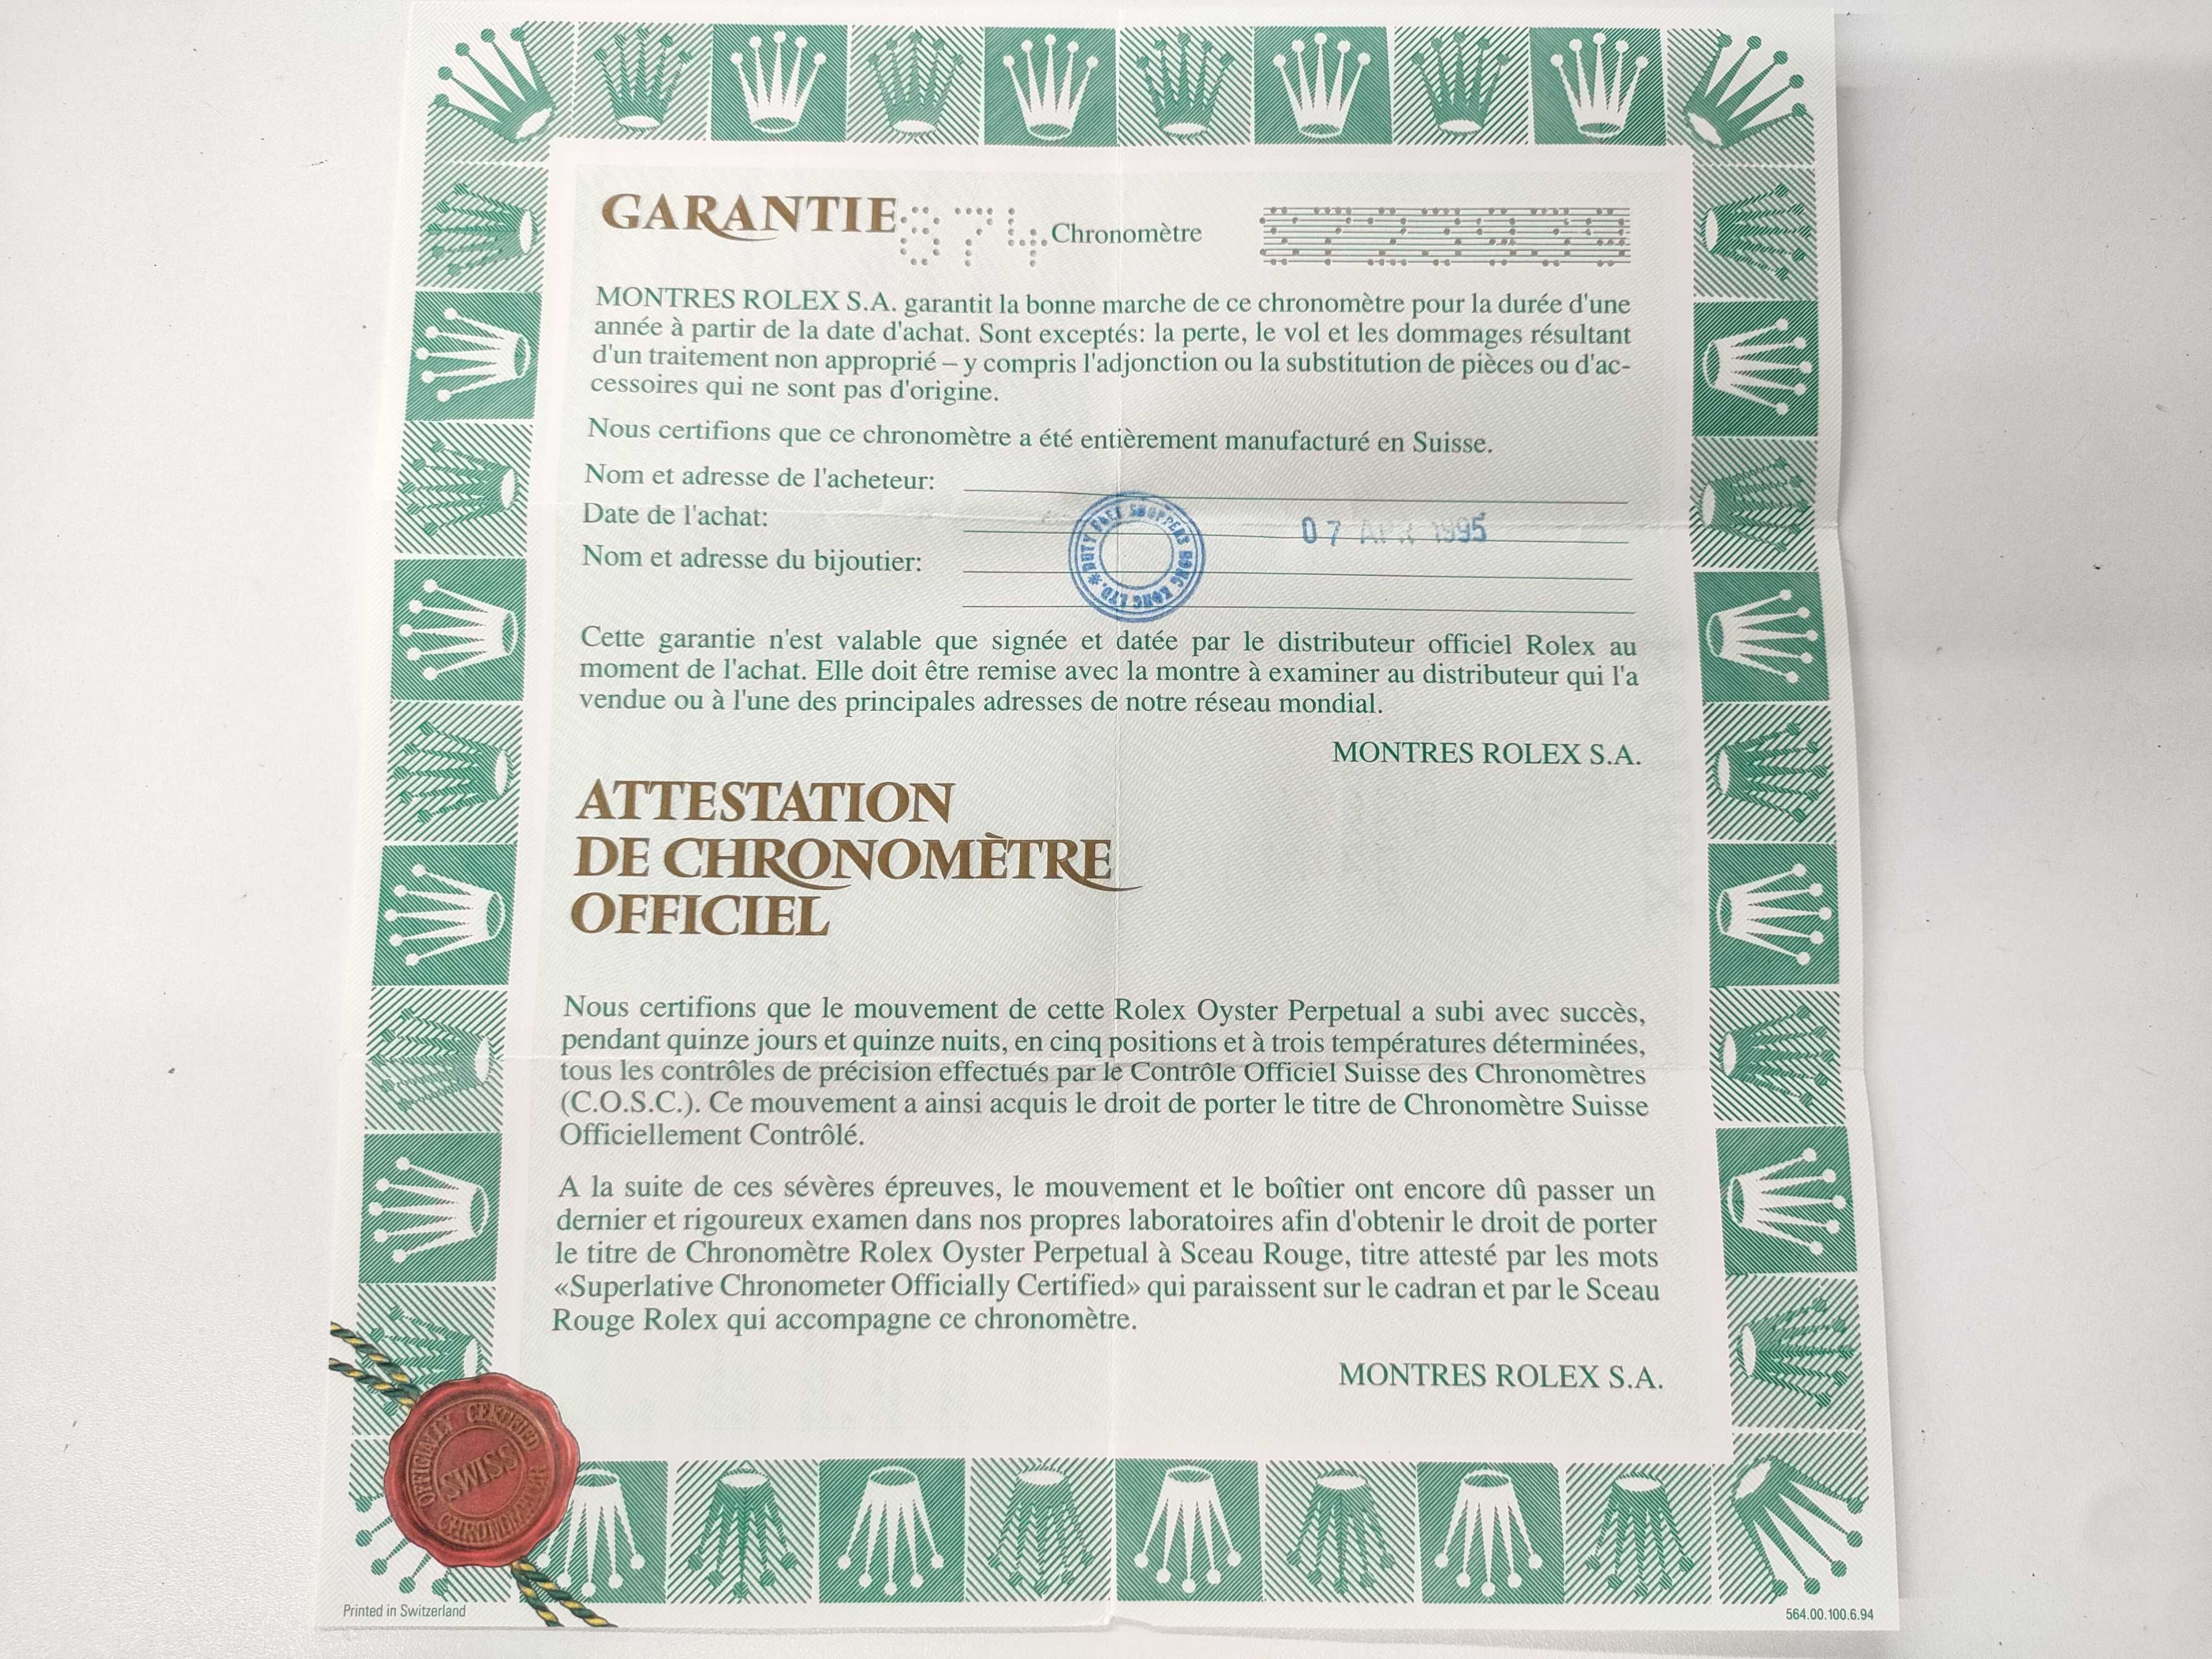 GARANTIE 874 Chronomètre
MONTRES ROLEX S.A. garantit la bonne marche de ce chronomètre pour la durée d'une
année à partir de la date d'achat. Sont exceptés: la perte, le vol et les dommages résultant
d'un traitement non approprié – y compris l'adjonction ou la substitution de pièces ou d'ac-
cessoires qui ne sont pas d'origine.
Nous certifions que ce chronomètre a été entièrement manufacturé en Suisse.
Nom et adresse de l'acheteur:
Date de l'achat: 07 APR 1995
Nom et adresse du bijoutier:
DUTY FREE SHOPPERS HONG KONG LTD. *
Cette garantie n'est valable que signée et datée par le distributeur officiel Rolex au
moment de l'achat. Elle doit être remise avec la montre à examiner au distributeur qui l'a
vendue ou à l'une des principales adresses de notre réseau mondial.
MONTRES ROLEX S.A.
ATTESTATION
DE CHRONOMÈTRE
OFFICIEL
Nous certifions que le mouvement de cette Rolex Oyster Perpetual a subi avec succès,
pendant quinze jours et quinze nuits, en cinq positions et à trois températures déterminées,
tous les contrôles de précision effectués par le Contrôle Officiel Suisse des Chronomètres
(C.O.S.C.). Ce mouvement a ainsi acquis le droit de porter le titre de Chronomètre Suisse
Officiellement Contrôlé.
A la suite de ces sévères épreuves, le mouvement et le boîtier ont encore dû passer un
dernier et rigoureux examen dans nos propres laboratoires afin d'obtenir le droit de porter
le titre de Chronomètre Rolex Oyster Perpetual à Sceau Rouge, titre attesté par les mots
«Superlative Chronometer Officially Certified» qui paraissent sur le cadran et par le Sceau
Rouge Rolex qui accompagne ce chronomètre.
MONTRES ROLEX S.A.
OFFICIALLY CERTIFIED
SWISS
CHRONOMETER
Printed in Switzerland
564.00.100.6.94